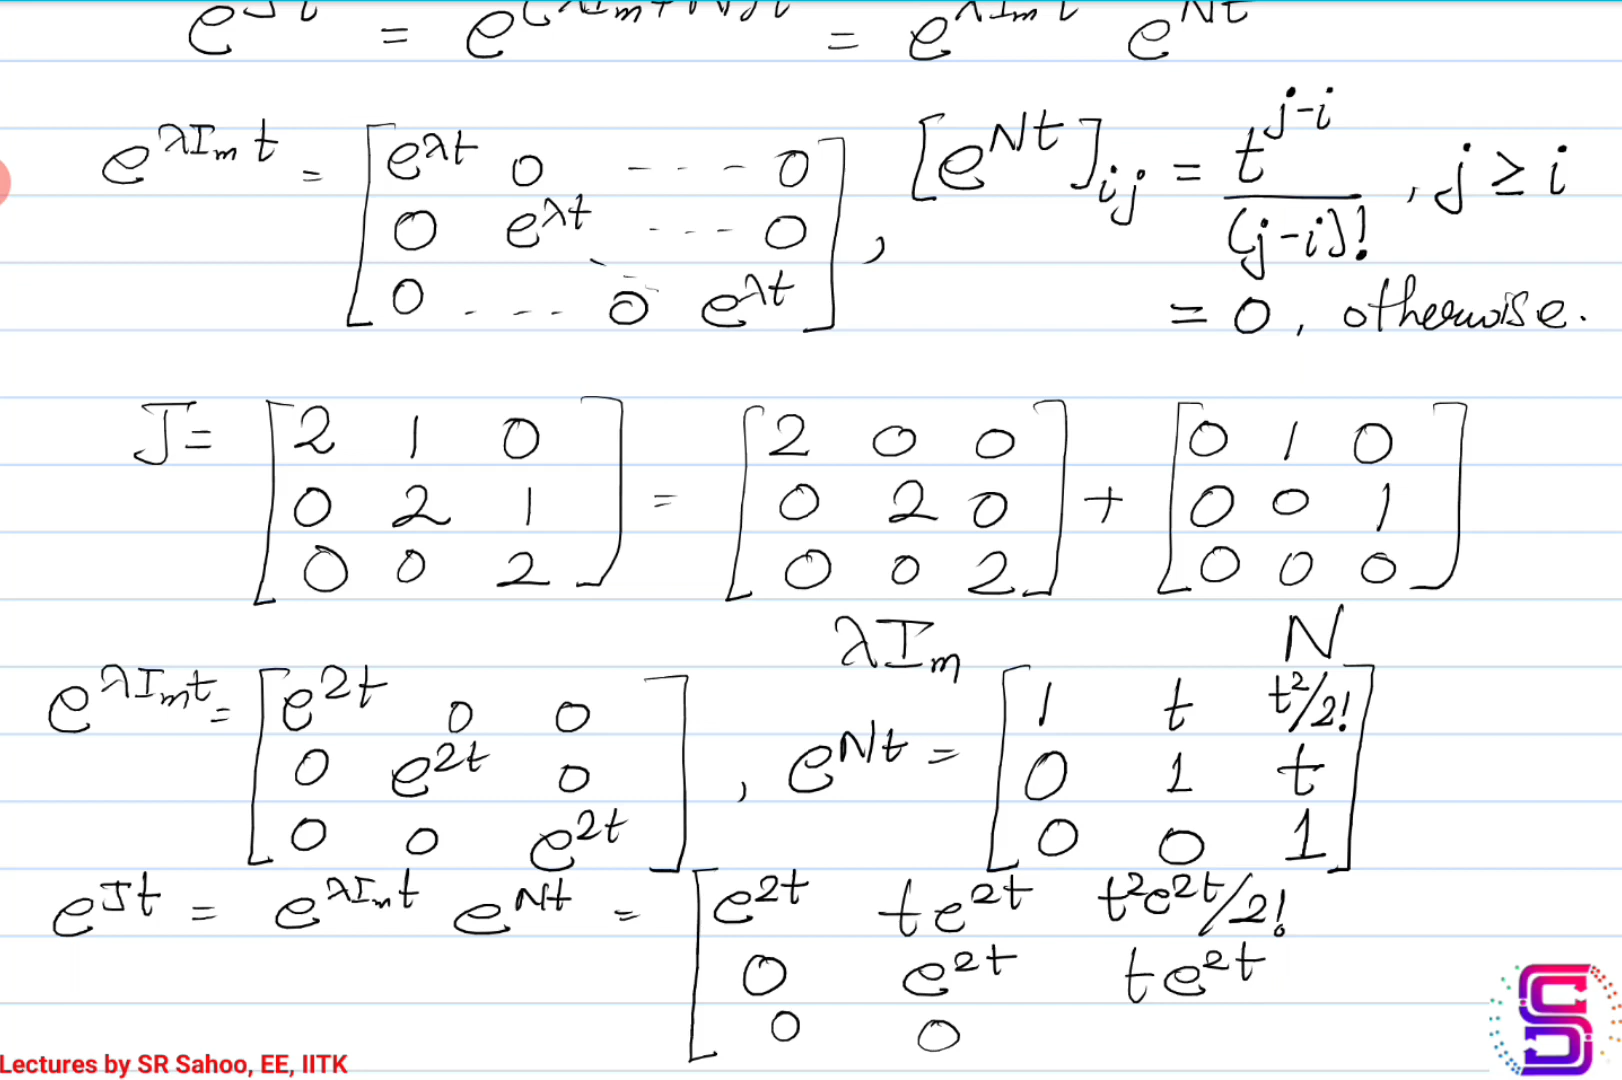 e^{Jt} = e^{(λI_m+N)t} = e^{λI_m t} e^{Nt}
e^{λI_m t} = [e^{λt} 0 ---- 0; 0 e^{λt} ---- 0; 0 .... 0 e^{λt}], [e^{Nt}]_{ij} = t^{j-i}/(j-i)!, j ≥ i
= 0, otherwise.
J = [2 1 0; 0 2 1; 0 0 2] = [2 0 0; 0 2 0; 0 0 2] + [0 1 0; 0 0 1; 0 0 0]
λI_m N
e^{λI_m t} = [e^{2t} 0 0; 0 e^{2t} 0; 0 0 e^{2t}], e^{Nt} = [1 t t²/2!; 0 1 t; 0 0 1]
e^{Jt} = e^{λI_m t} e^{Nt} = [e^{2t} te^{2t} t²e^{2t}/2!
0 e^{2t} te^{2t}
0 0
Lectures by SR Sahoo, EE, IITK